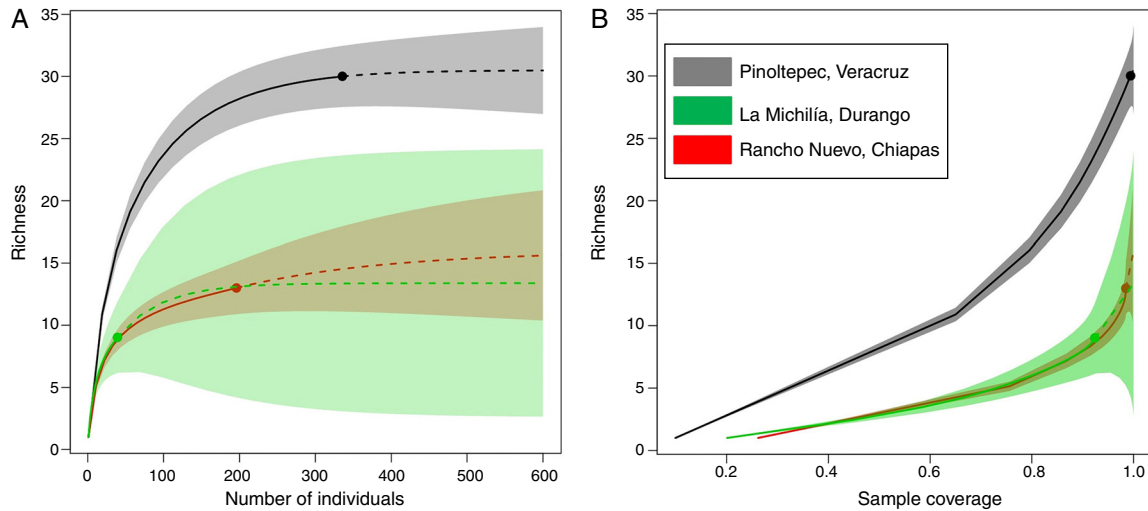 A
35
30
25
20
15
10
5
0
Richness
0 100 200 300 400 500 600
Number of individuals
B
35
30
25
20
15
10
5
0
Richness
Pinoltepec, Veracruz
La Michilía, Durango
Rancho Nuevo, Chiapas
0.2 0.4 0.6 0.8 1.0
Sample coverage